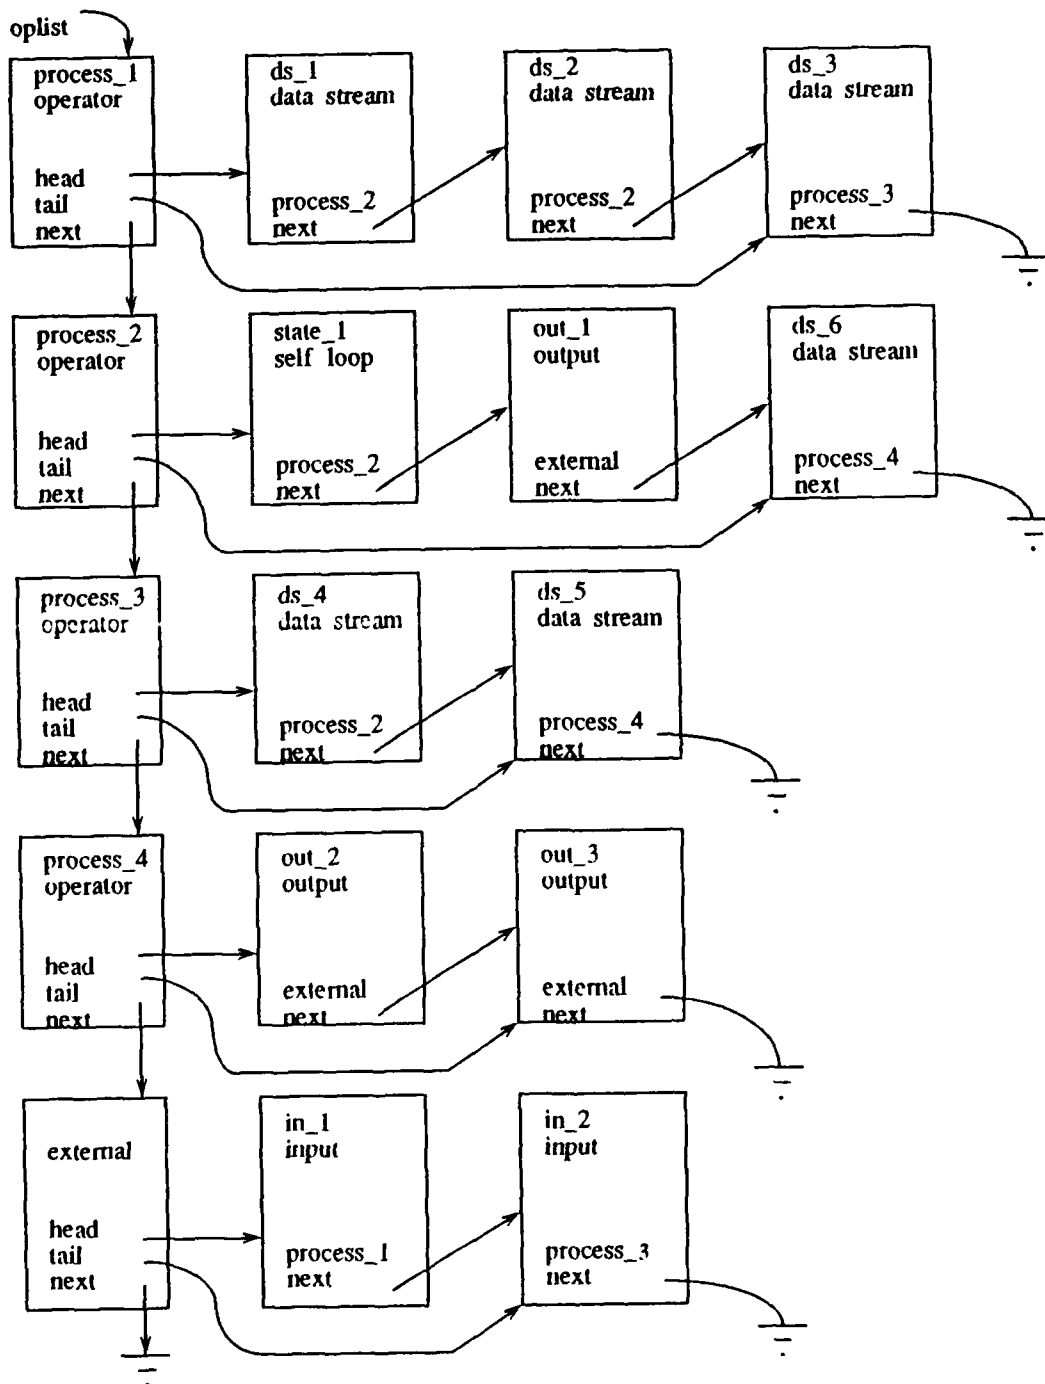 oplist
process_1
operator
head
tail
next
ds_1
data stream
process_2
next
ds_2
data stream
process_2
next
ds_3
data stream
process_3
next
process_2
operator
head
tail
next
state_1
self loop
process_2
next
out_1
output
external
next
ds_6
data stream
process_4
next
process_3
operator
head
tail
next
ds_4
data stream
process_2
next
ds_5
data stream
process_4
next
process_4
operator
head
tail
next
out_2
output
external
next
out_3
output
external
next
external
head
tail
next
in_1
input
process_1
next
in_2
input
process_3
next